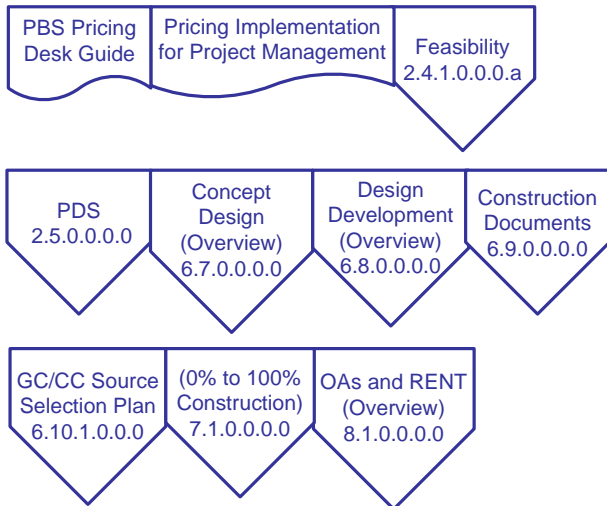 PBS Pricing
Desk Guide
Pricing Implementation
for Project Management
Feasibility
2.4.1.0.0.0.a
PDS
2.5.0.0.0.0
Concept
Design
(Overview)
6.7.0.0.0.0
Design
Development
(Overview)
6.8.0.0.0.0
Construction
Documents
6.9.0.0.0.0
GC/CC Source
Selection Plan
6.10.1.0.0.0
(0% to 100%
Construction)
7.1.0.0.0.0
OAs and RENT
(Overview)
8.1.0.0.0.0